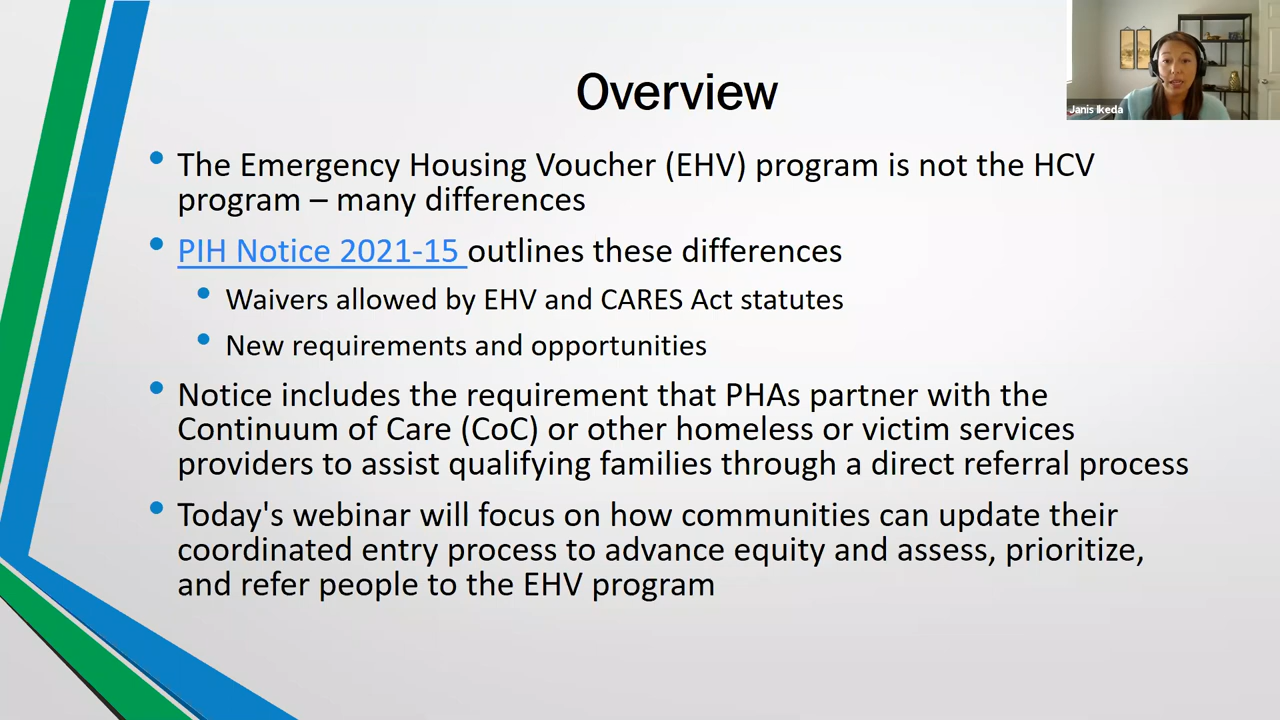 Overview
Janis Ikeda
The Emergency Housing Voucher (EHV) program is not the HCV
program – many differences
PIH Notice 2021-15 outlines these differences
Waivers allowed by EHV and CARES Act statutes
New requirements and opportunities
Notice includes the requirement that PHAs partner with the
Continuum of Care (CoC) or other homeless or victim services
providers to assist qualifying families through a direct referral process
Today's webinar will focus on how communities can update their
coordinated entry process to advance equity and assess, prioritize,
and refer people to the EHV program